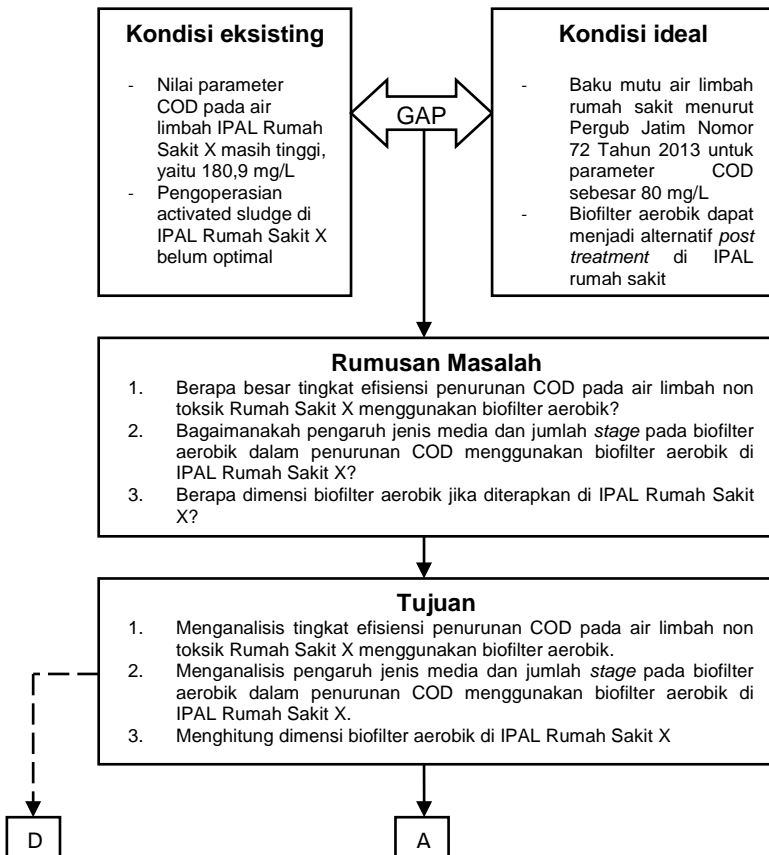 Kondisi eksisting
- Nilai parameter
COD pada air
limbah IPAL Rumah
Sakit X masih tinggi,
yaitu 180,9 mg/L
- Pengoperasian
activated sludge di
IPAL Rumah Sakit X
belum optimal
GAP
Kondisi ideal
- Baku mutu air limbah
rumah sakit menurut
Pergub Jatim Nomor
72 Tahun 2013 untuk
parameter COD
sebesar 80 mg/L
- Biofilter aerobik dapat
menjadi alternatif post
treatment di IPAL
rumah sakit
Rumusan Masalah
1. Berapa besar tingkat efisiensi penurunan COD pada air limbah non
toksik Rumah Sakit X menggunakan biofilter aerobik?
2. Bagaimanakah pengaruh jenis media dan jumlah stage pada biofilter
aerobik dalam penurunan COD menggunakan biofilter aerobik di
IPAL Rumah Sakit X?
3. Berapa dimensi biofilter aerobik jika diterapkan di IPAL Rumah Sakit
X?
Tujuan
1. Menganalisis tingkat efisiensi penurunan COD pada air limbah non
toksik Rumah Sakit X menggunakan biofilter aerobik.
2. Menganalisis pengaruh jenis media dan jumlah stage pada biofilter
aerobik dalam penurunan COD menggunakan biofilter aerobik di
IPAL Rumah Sakit X.
3. Menghitung dimensi biofilter aerobik di IPAL Rumah Sakit X
D
A